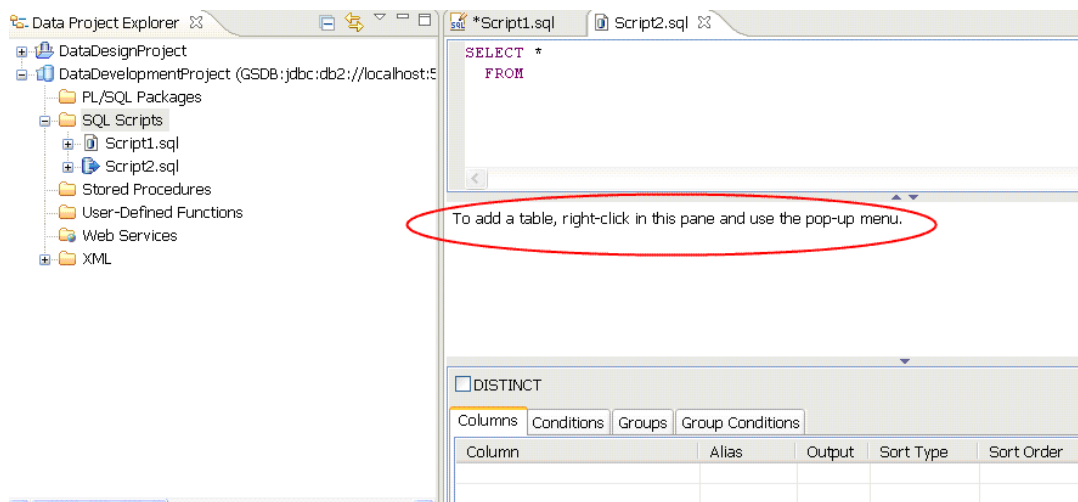 Data Project Explorer
DataDesignProject
DataDevelopmentProject (GSDB:jdbc:db2://localhost:5
PL/SQL Packages
SQL Scripts
Script1.sql
Script2.sql
Stored Procedures
User-Defined Functions
Web Services
XML
*Script1.sql
Script2.sql
SELECT *
FROM
To add a table, right-click in this pane and use the pop-up menu.
DISTINCT
Columns Conditions Groups Group Conditions
Column Alias Output Sort Type Sort Order